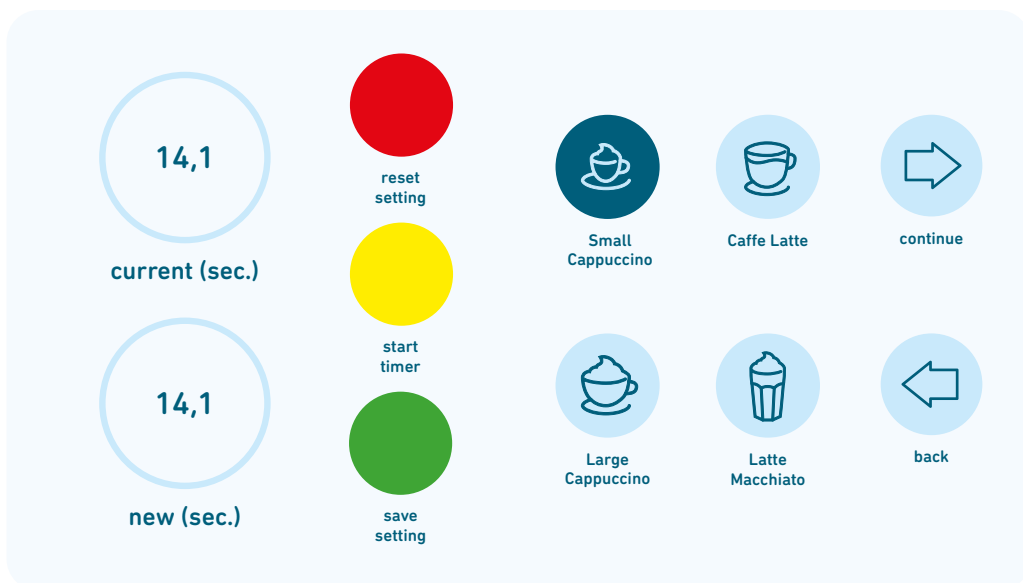 14,1
current (sec.)
14,1
new (sec.)
reset
setting
start
timer
save
setting
Small
Cappuccino
Caffe Latte
continue
Large
Cappuccino
Latte
Macchiato
back